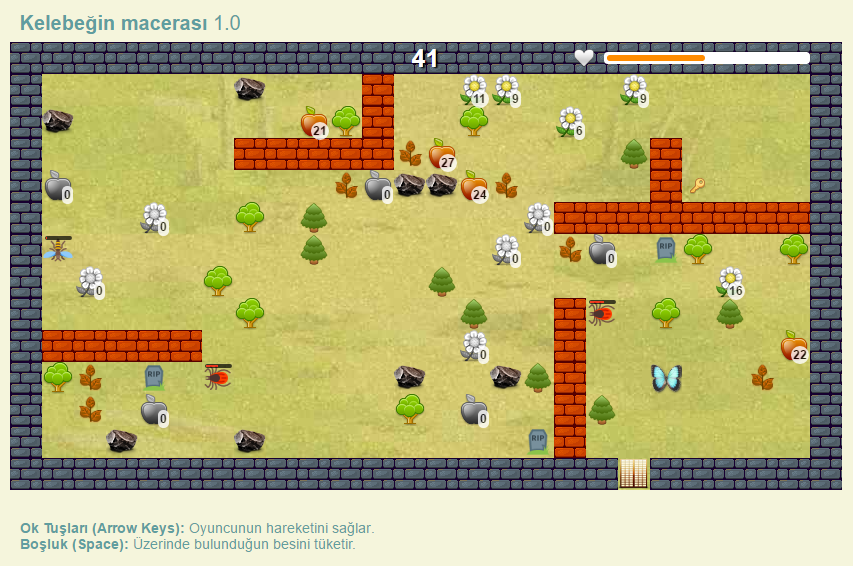 Kelebeğin macerası 1.0
41
11 9 9
6
21
27
0 0 24
0 0
0 0
0 16
0 22
0 0
RIP
RIP
RIP
Ok Tuşları (Arrow Keys): Oyuncunun hareketini sağlar.
Boşluk (Space): Üzerinde bulunduğun besini tüketir.